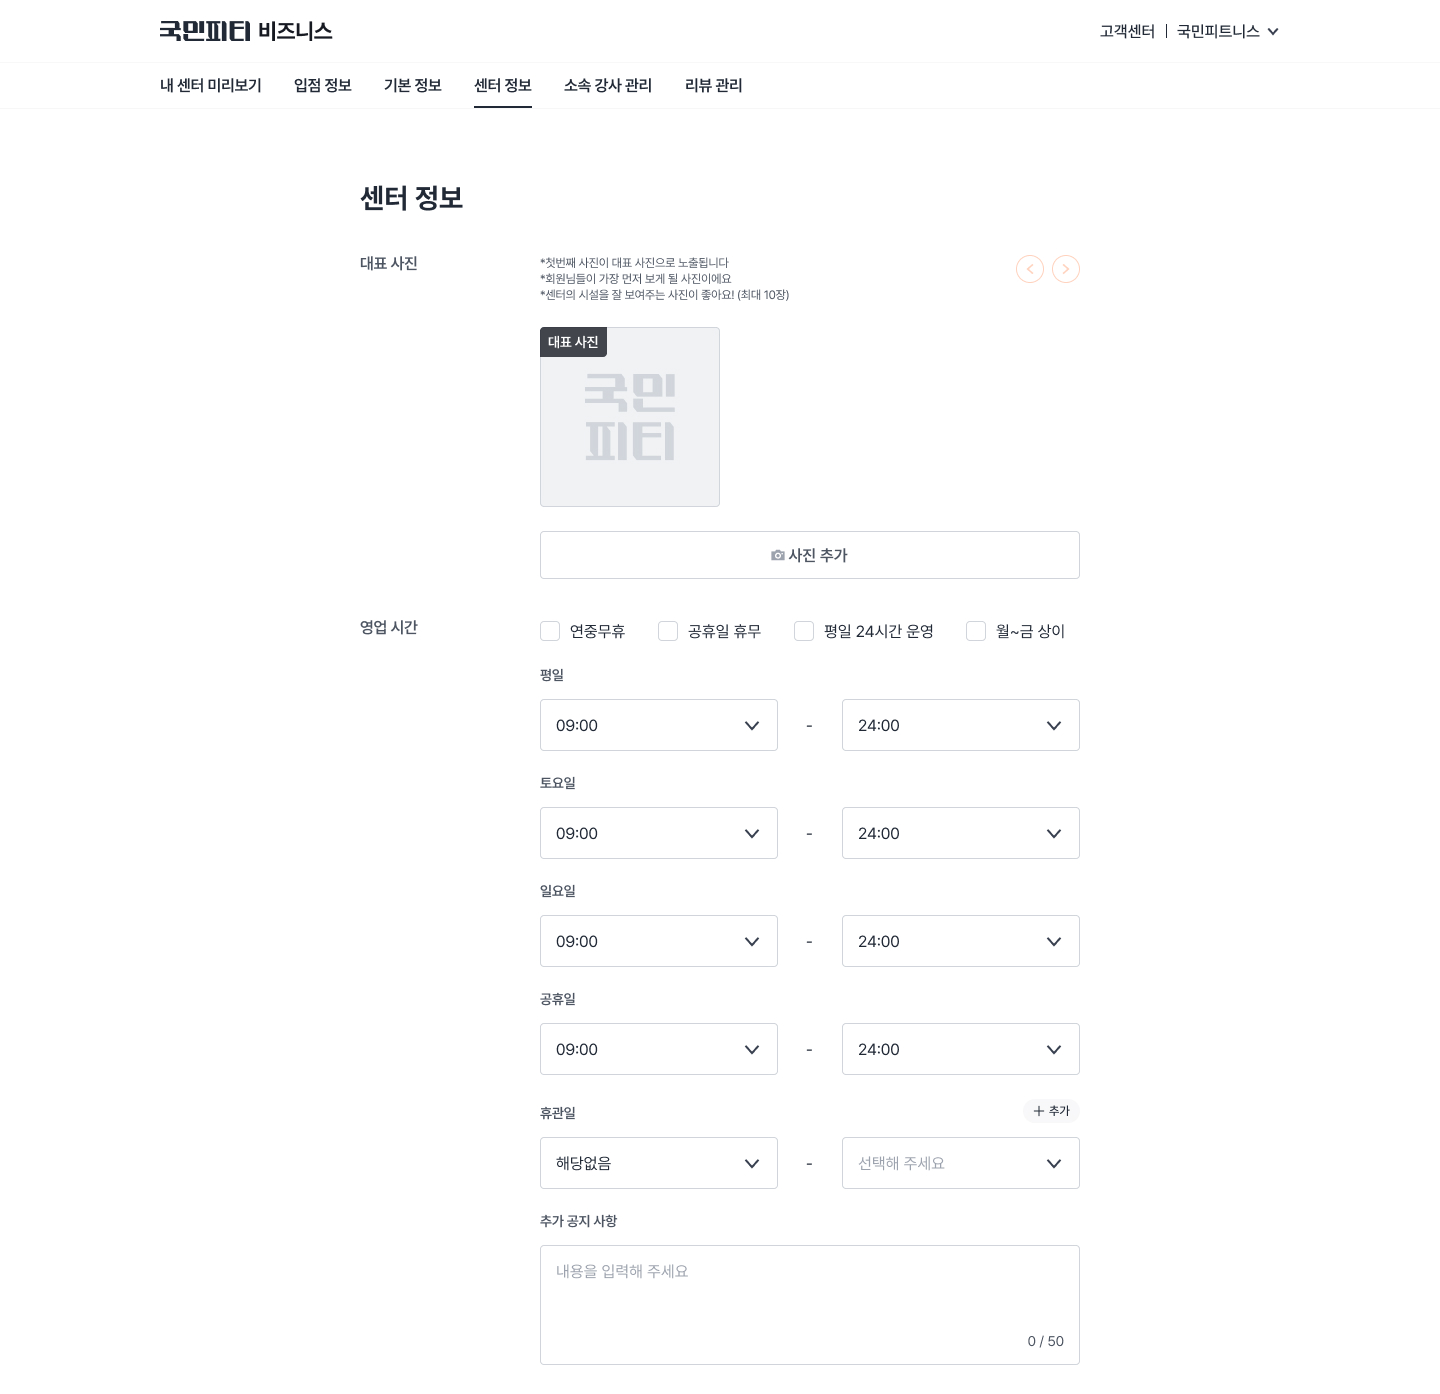 국민피티 비즈니스
고객센터 | 국민피트니스
내 센터 미리보기 입점 정보 기본 정보 센터 정보 소속 강사 관리 리뷰 관리
센터 정보
대표 사진
*첫번째 사진이 대표 사진으로 노출됩니다
*회원님들이 가장 먼저 보게 될 사진이에요
*센터의 시설을 잘 보여주는 사진이 좋아요! (최대 10장)
대표 사진
국민
피티
사진 추가
영업 시간
연중무휴 공휴일 휴무 평일 24시간 운영 월~금 상이
평일
09:00 - 24:00
토요일
09:00 - 24:00
일요일
09:00 - 24:00
공휴일
09:00 - 24:00
휴관일 + 추가
해당없음 - 선택해 주세요
추가 공지 사항
내용을 입력해 주세요
0 / 50